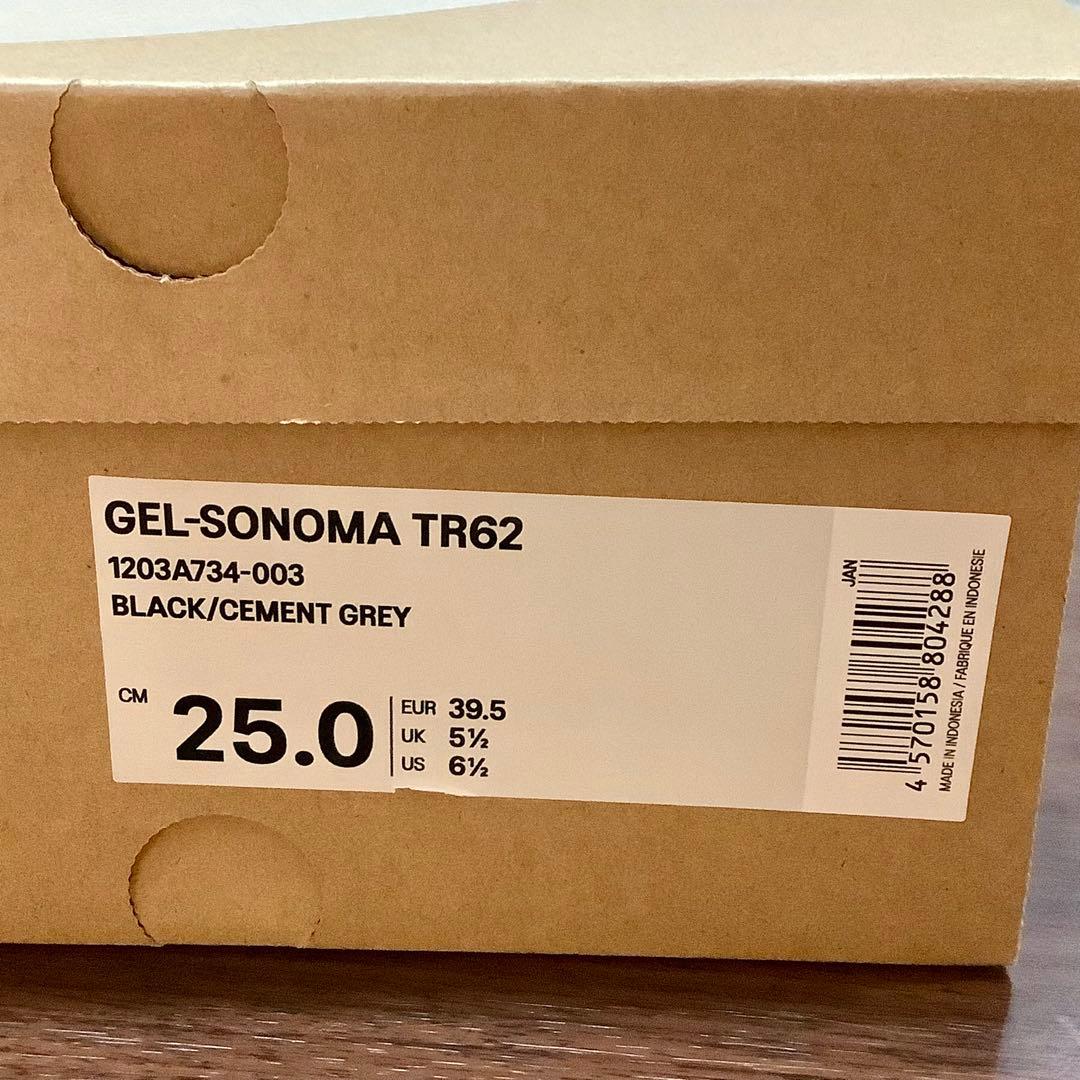 GEL-SONOMA TR62
1203A734-003
BLACK/CEMENT GREY
CM 25.0
EUR 39.5
UK 5½
US 6½
JAN
4 570158 804288
MADE IN INDONESIA / FABRIQUE EN INDONESIE